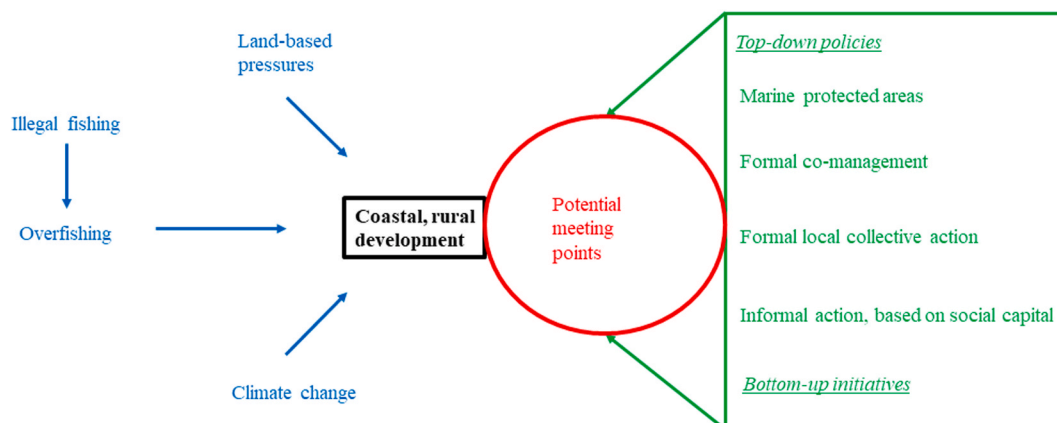 Land-based
pressures
Illegal fishing
Overfishing
Climate change
Coastal, rural
development
Potential
meeting
points
Top-down policies
Marine protected areas
Formal co-management
Formal local collective action
Informal action, based on social capital
Bottom-up initiatives